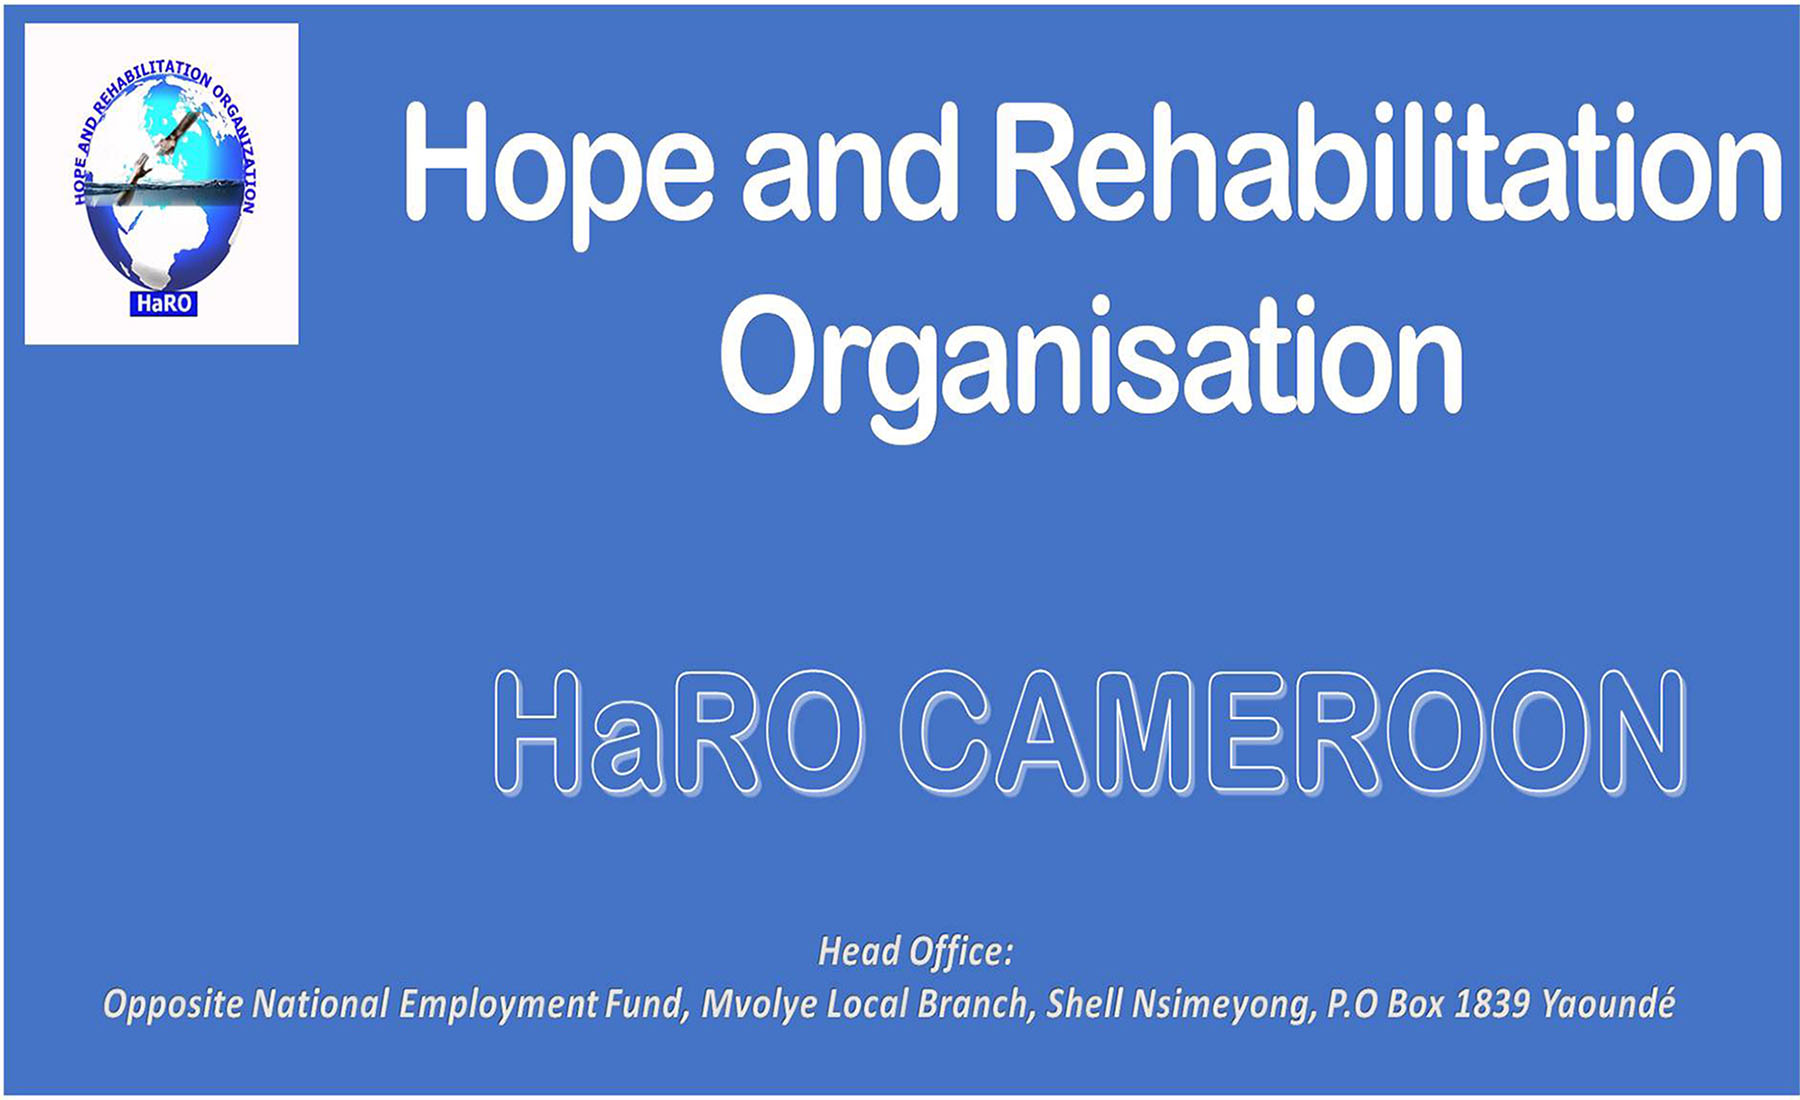 HOPE AND REHABILITATION ORGANIZATION
HaRO
Hope and Rehabilitation
Organisation
HaRO CAMEROON
Head Office:
Opposite National Employment Fund, Mvolye Local Branch, Shell Nsimeyong, P.O Box 1839 Yaoundé